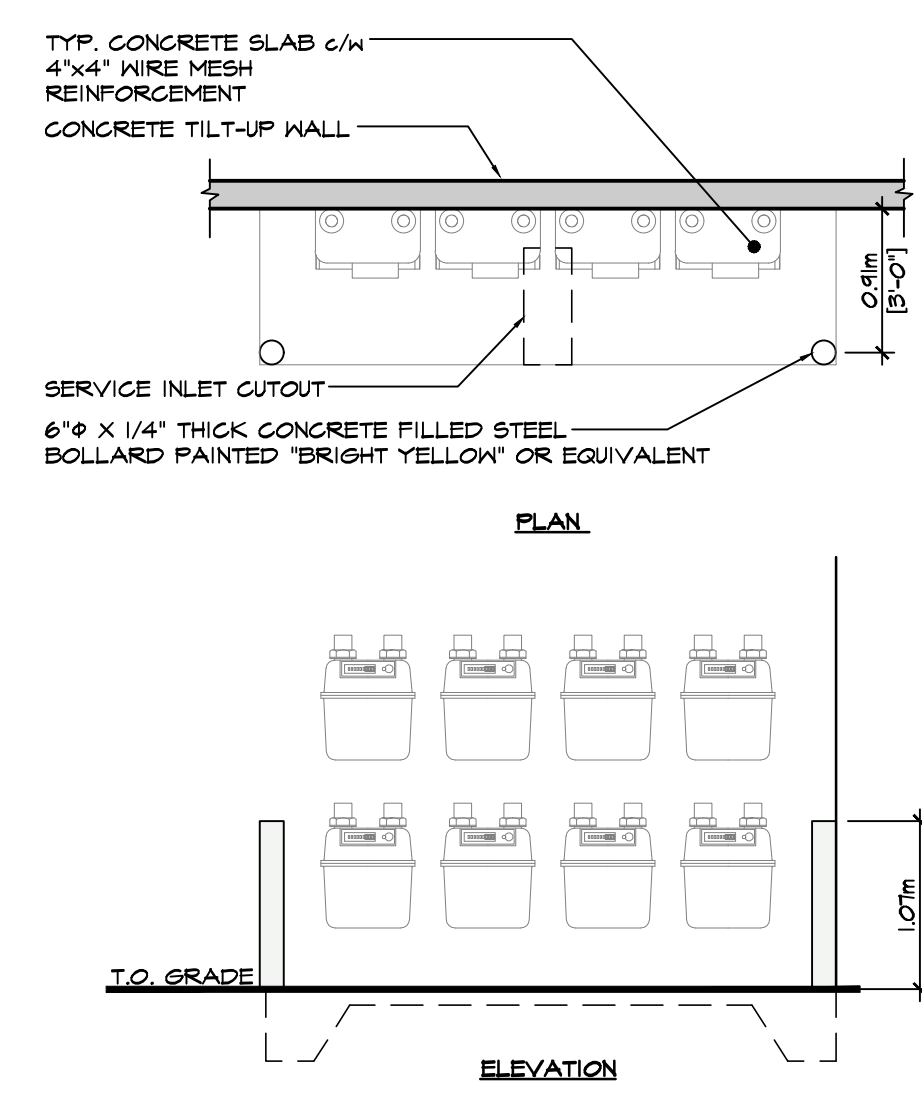 TYP. CONCRETE SLAB c/w
4"x4" WIRE MESH
REINFORCEMENT
CONCRETE TILT-UP WALL
0.91m
[3'-0"]
SERVICE INLET CUTOUT
6"Φ X 1/4" THICK CONCRETE FILLED STEEL
BOLLARD PAINTED "BRIGHT YELLOW" OR EQUIVALENT
PLAN
1.07m
T.O. GRADE
ELEVATION